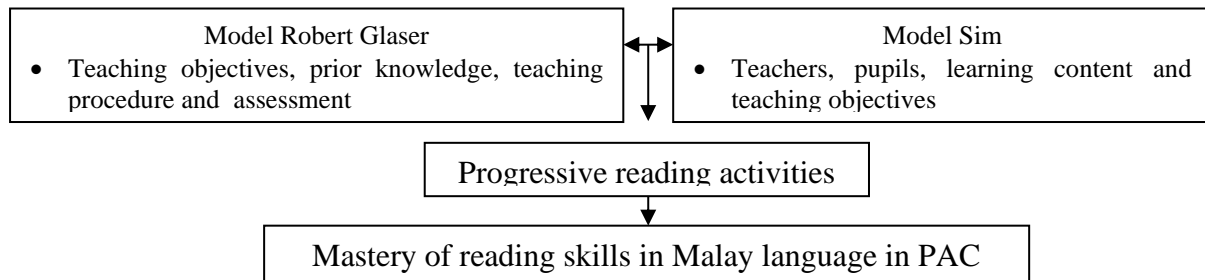 Model Robert Glaser
• Teaching objectives, prior knowledge, teaching
procedure and assessment
Model Sim
• Teachers, pupils, learning content and
teaching objectives
Progressive reading activities
Mastery of reading skills in Malay language in PAC